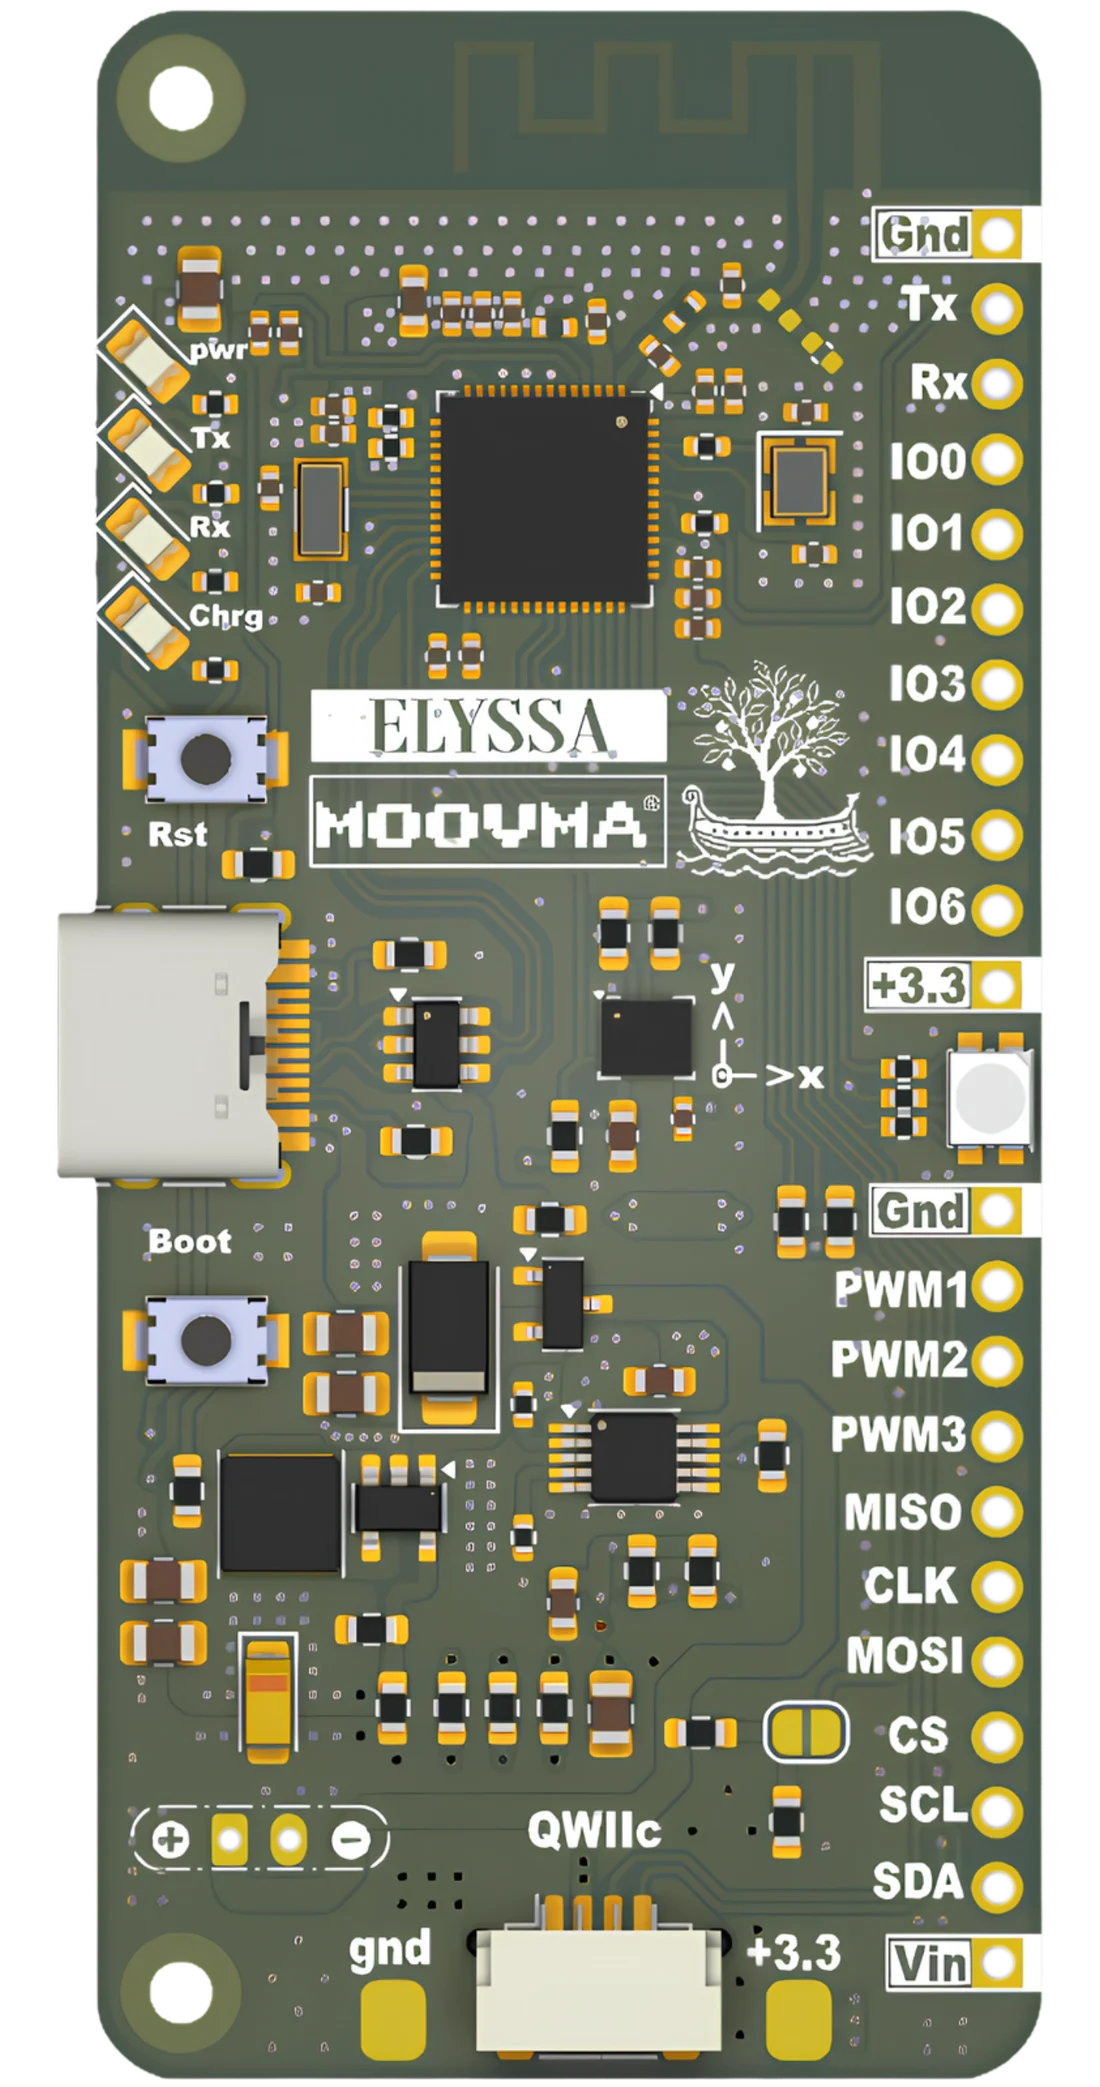 Gnd
Tx
Rx
pwr
Tx
Rx
Chrg
IO0
IO1
IO2
IO3
IO4
IO5
IO6
ELYSSA
MOOVMA
Rst
+3.3
y
>x
Gnd
Boot
PWM1
PWM2
PWM3
MISO
CLK
MOSI
CS
SCL
SDA
+ −
QWIIc
gnd
+3.3
Vin